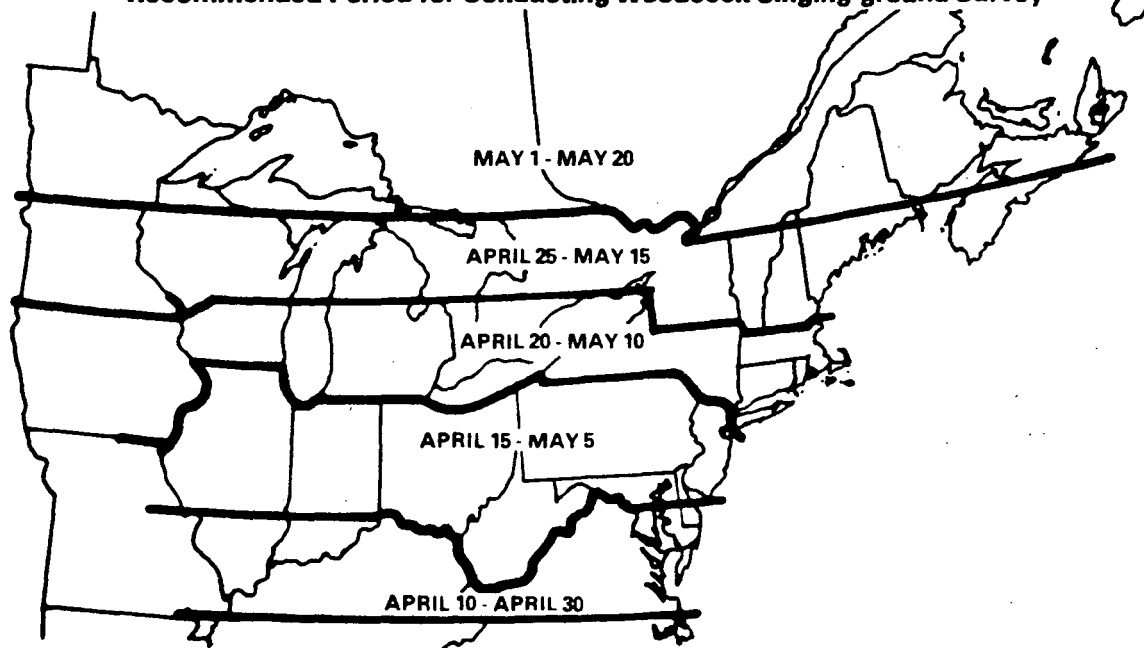 Recommended Period for Conducting Woodcock Singing-ground Survey
MAY 1 - MAY 20
APRIL 25 - MAY 15
APRIL 20 - MAY 10
APRIL 15 - MAY 5
APRIL 10 - APRIL 30